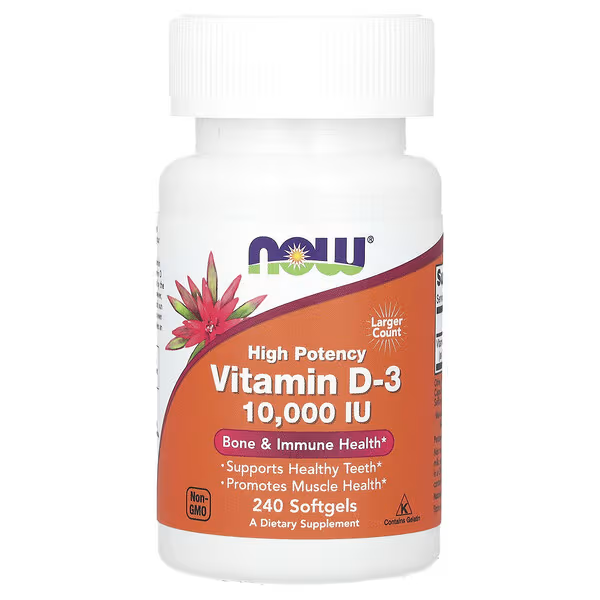 now®
Larger
Count
High Potency
Vitamin D-3
10,000 IU
Bone & Immune Health*
• Supports Healthy Teeth*
• Promotes Muscle Health*
Non-
GMO
240 Softgels
A Dietary Supplement
K
Contains Gelatin